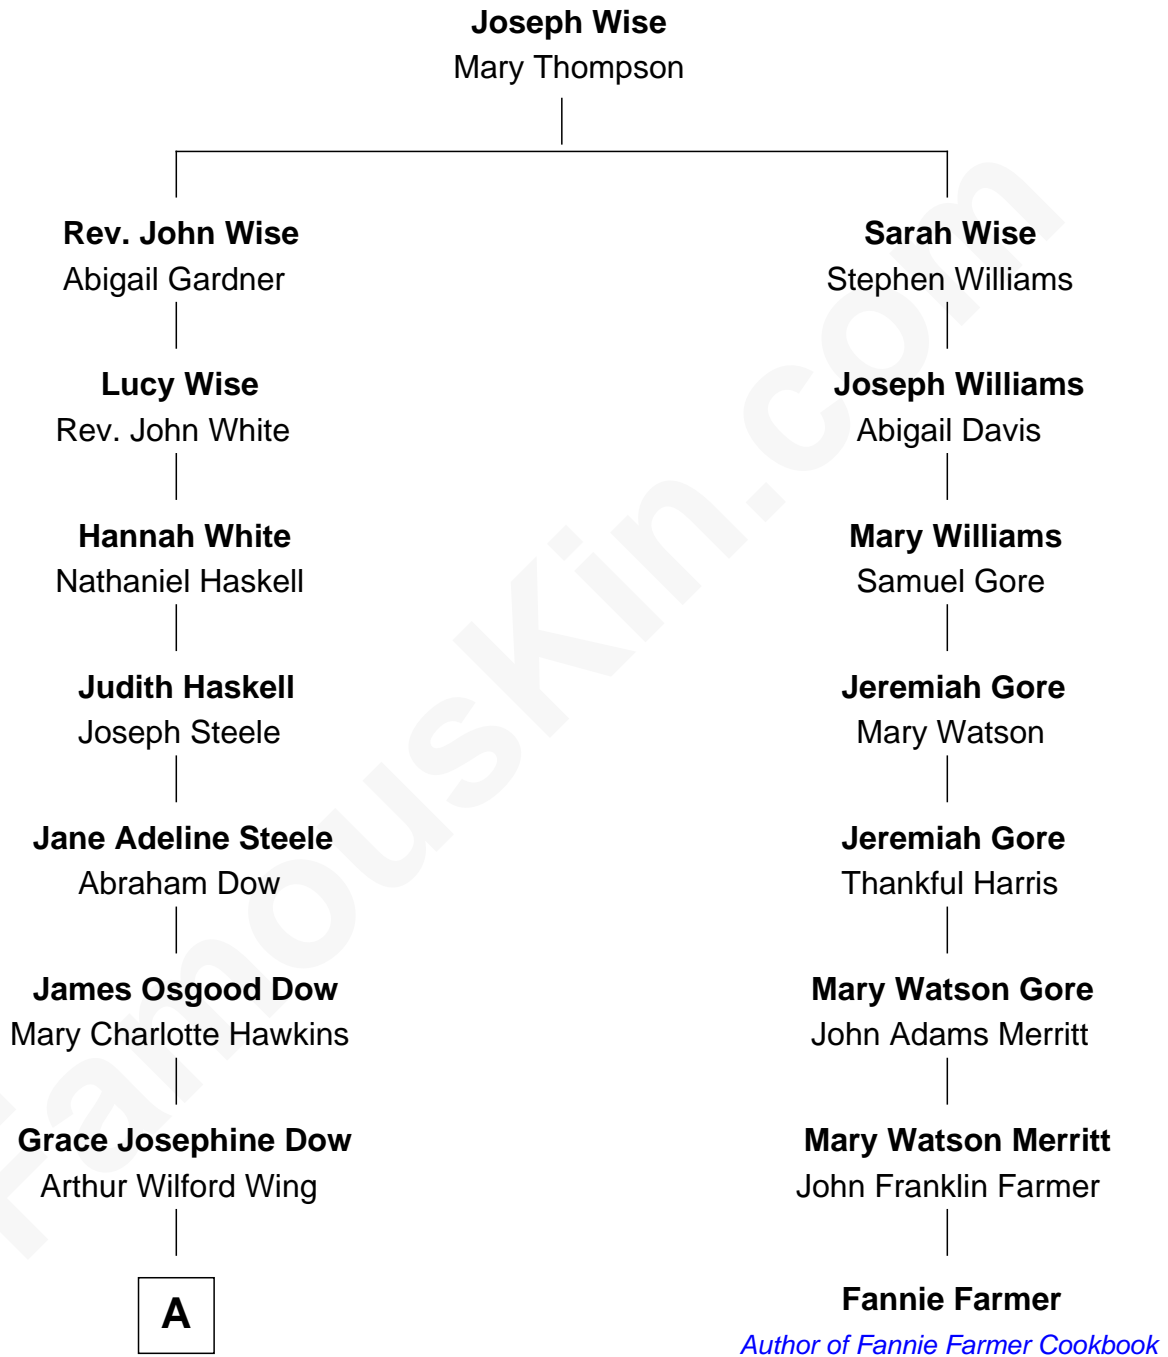 Joseph Wise
Mary Thompson
Rev. John Wise
Abigail Gardner
Lucy Wise
Rev. John White
Hannah White
Nathaniel Haskell
Judith Haskell
Joseph Steele
Jane Adeline Steele
Abraham Dow
James Osgood Dow
Mary Charlotte Hawkins
Grace Josephine Dow
Arthur Wilford Wing
A
Sarah Wise
Stephen Williams
Joseph Williams
Abigail Davis
Mary Williams
Samuel Gore
Jeremiah Gore
Mary Watson
Jeremiah Gore
Thankful Harris
Mary Watson Gore
John Adams Merritt
Mary Watson Merritt
John Franklin Farmer
Fannie Farmer
Author of Fannie Farmer Cookbook
FamousKin.com